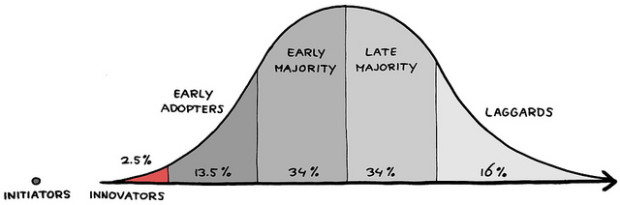 EARLY
MAJORITY
LATE
MAJORITY
EARLY
ADOPTERS
LAGGARDS
2.5%
13.5%
34%
34%
16%
INITIATORS
INNOVATORS